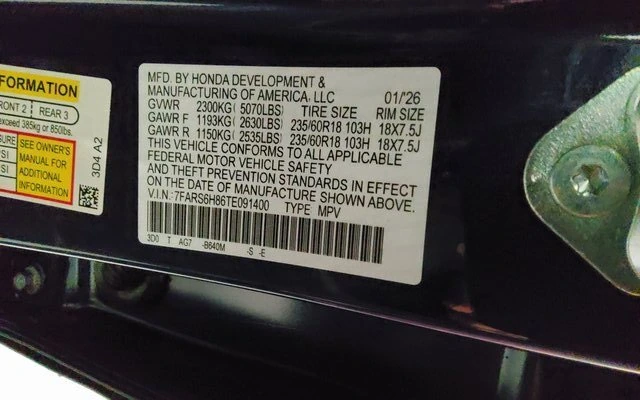 FORMATION
RONT 2 REAR 3
exceed 385kg or 850lbs.
SURE
SEE OWNER'S
MANUAL FOR
ADDITIONAL
INFORMATION
PSI
SI
3D4 A2
MFD. BY HONDA DEVELOPMENT &
MANUFACTURING OF AMERICA, LLC 01/'26
GVWR 2300KG( 5070LBS) TIRE SIZE RIM SIZE
GAWR F 1193KG( 2630LBS) 235/60R18 103H 18X7.5J
GAWR R 1150KG( 2535LBS) 235/60R18 103H 18X7.5J
THIS VEHICLE CONFORMS TO ALL APPLICABLE
FEDERAL MOTOR VEHICLE SAFETY
AND THEFT PREVENTION STANDARDS IN EFFECT
ON THE DATE OF MANUFACTURE SHOWN ABOVE.
V.I.N.:7FARS6H86TE091400 TYPE MPV
3D0 T AG7 -B640M -S -E